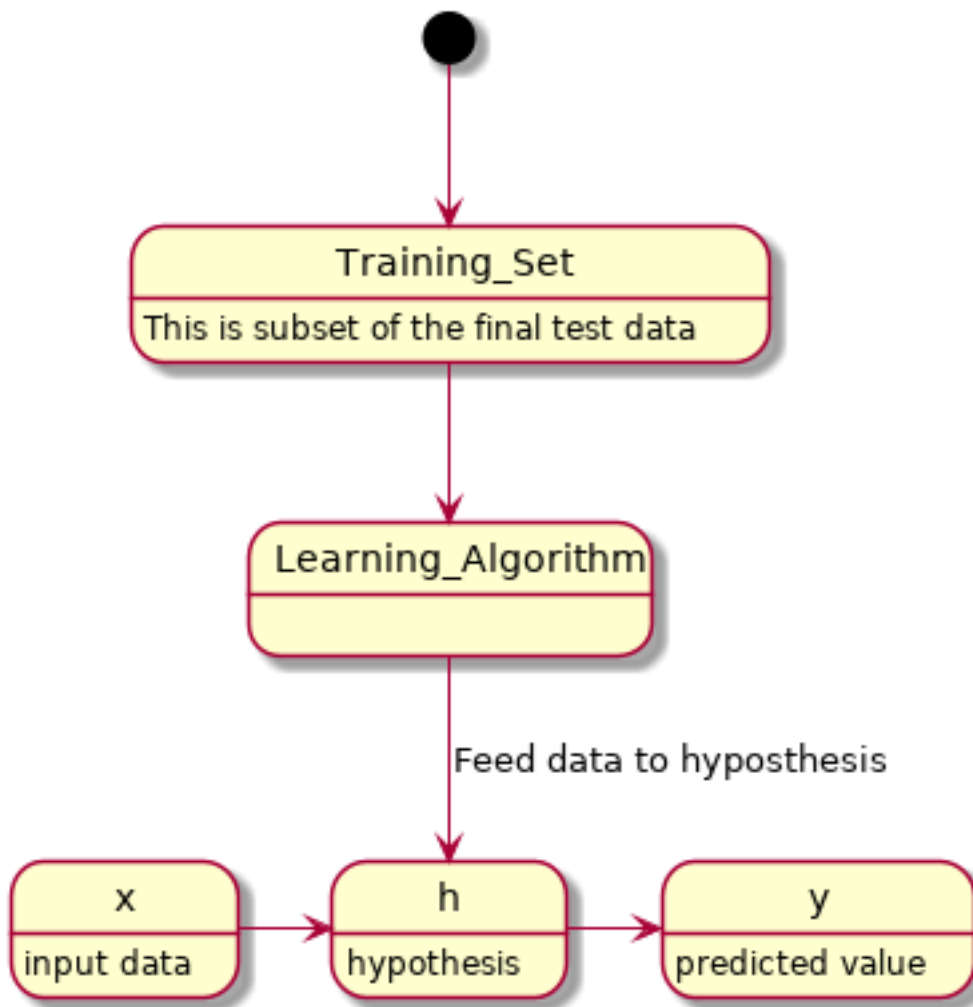 Training_Set
This is subset of the final test data
Learning_Algorithm
Feed data to hyposthesis
x
input data
h
hypothesis
y
predicted value